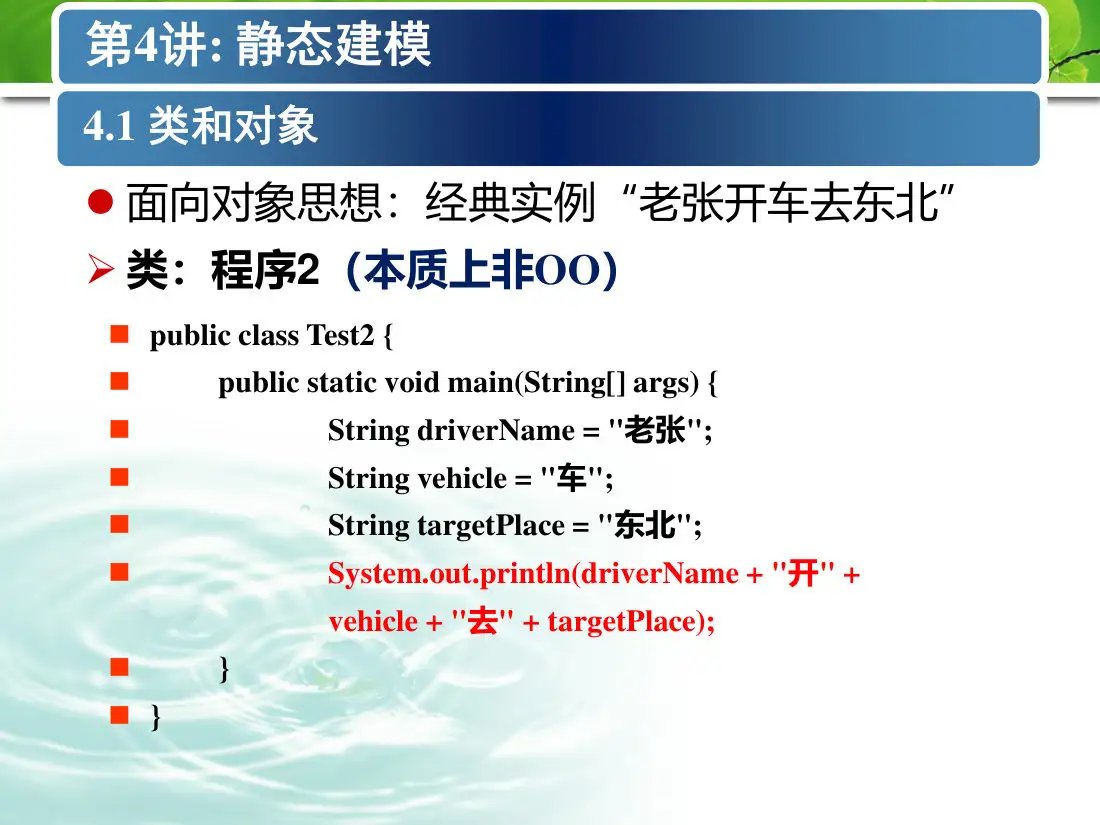 第4讲: 静态建模
4.1 类和对象
面向对象思想：经典实例“老张开车去东北”
类：程序2（本质上非OO）
public class Test2 {
public static void main(String[] args) {
String driverName = "老张";
String vehicle = "车";
String targetPlace = "东北";
System.out.println(driverName + "开" +
vehicle + "去" + targetPlace);
}
}